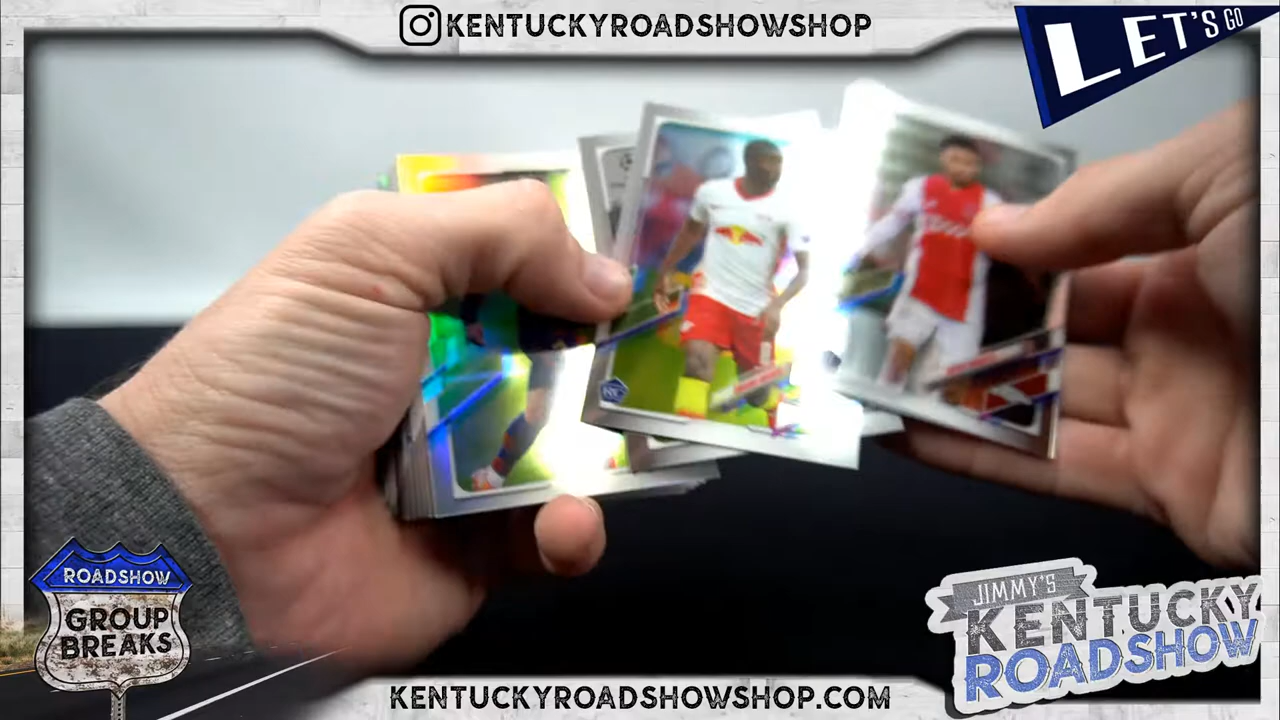 KENTUCKYROADSHOWSHOP
LET'S GO
ROADSHOW
GROUP
BREAKS
JIMMY'S
KENTUCKY
ROADSHOW
KENTUCKYROADSHOWSHOP.COM